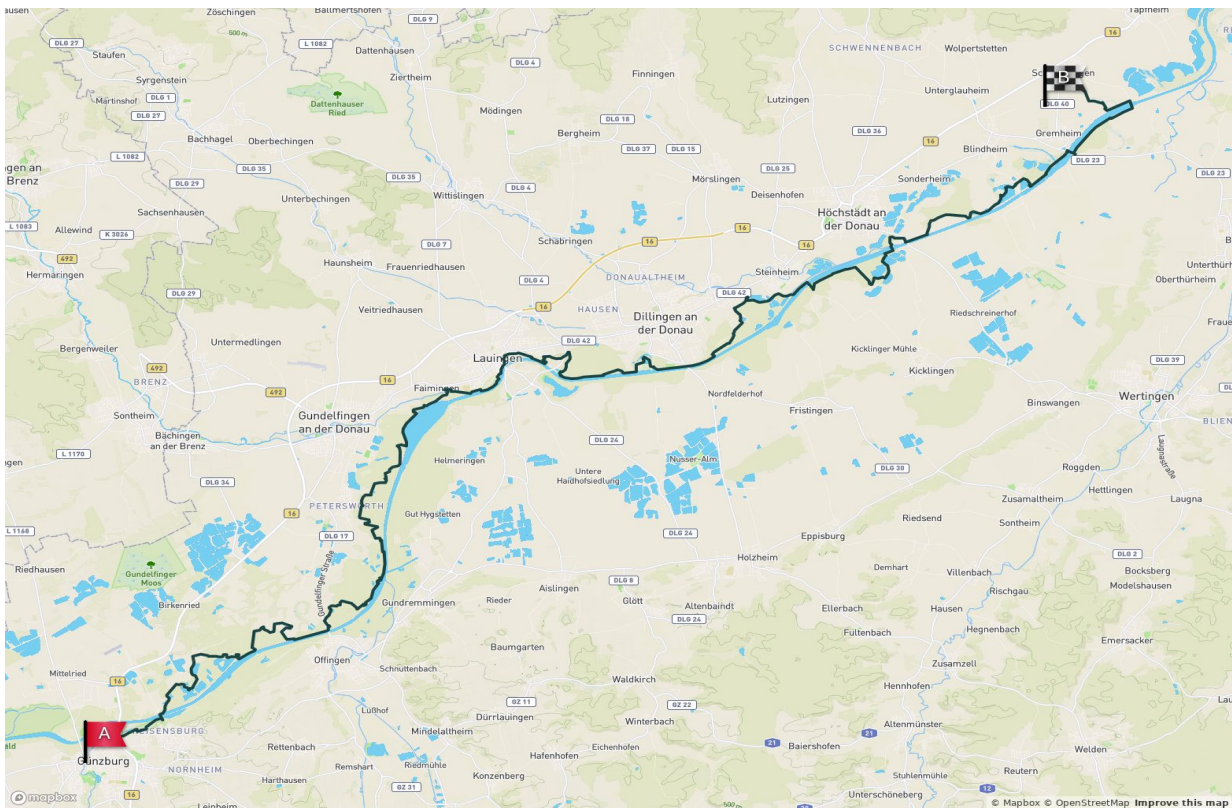 DLG 27
Zöschingen
Ballmertshofen
DLG 9
16
Tapfheim
500 m
L 1082
Dattenhausen
DLG 4
SCHWENNENBACH
Wolpertstetten
Staufen
Syrgenstein
Ziertheim
Finningen
B
Unterglauheim
Martinshof
DLG 1
Dattenhauser
Ried
Mödingen
Lutzingen
DLG 40
DLG 27
DLG 18
Bergheim
DLG 36
Gremheim
Bachhagel
Oberbechingen
16
Blindheim
L 1082
DLG 37
DLG 15
DLG 23
gen an
der Brenz
DLG 35
DLG 35
DLG 25
DLG 23
DLG 29
DLG 4
Mörslingen
Deisenhofen
Sonderheim
Unterbechingen
Wittislingen
Sachsenhausen
Höchstädt an
der Donau
L 1083
Allewind
K 3026
16
DLG 7
Schabringen
16
492
Haunsheim
Frauenriedhausen
Steinheim
Hermaringen
DLG 4
DONAUALTHEIM
Oberthürheim
DLG 29
DLG 42
Veitriedhausen
16
HAUSEN
Riedschreinerhof
Dillingen an
der Donau
Untermedlingen
DLG 42
Bergenweiler
Lauingen
Kicklinger Mühle
492
DLG 39
BRENZ
16
Kicklingen
Faimingen
492
Nordfelderhof
Wertingen
Sontheim
Gundelfingen
an der Donau
Binswangen
Fristingen
Bächingen
an der Brenz
DLG 24
L 1170
Helmeringen
Nusser-Alm
Roggden
Laugnastraße
DLG 34
Untere
Haidhofsiedlung
DLG 30
Hettlingen
PETERSWÖRTH
Gut Hygstetten
Zusamaltheim
Laugna
16
Riedsend
Sontheim
L 1168
DLG 17
DLG 24
Eppisburg
Riedhausen
Gundelfinger
Moos
Gundelfinger Straße
Holzheim
DLG 2
Demhart
Villenbach
Bocksberg
Aislingen
DLG 8
Modelshausen
Birkenried
Gundremmingen
Rieder
Glött
Altenbaindt
Rischgau
Ellerbach
Hausen
DLG 24
Hegnenbach
Emersacker
Fultenbach
Baumgarten
Offingen
Mittelried
Schnuttenbach
Zusamzell
Waldkirch
16
Hennhofen
GZ 11
GZ 22
Lüßhof
Dürrlauingen
Winterbach
Altenmünster
A
Mindelaltheim
21
21
Welden
Günzburg
Rettenbach
Eichenhofen
Baiershofen
Hafenhofen
NORNHEIM
Remshart
Riedmühle
Reutern
Harthausen
Konzenberg
Stuhlenmühle
GZ 31
12
mapbox
16
Leinheim
500 m
Unterschöneberg
© Mapbox © OpenStreetMap Improve this map